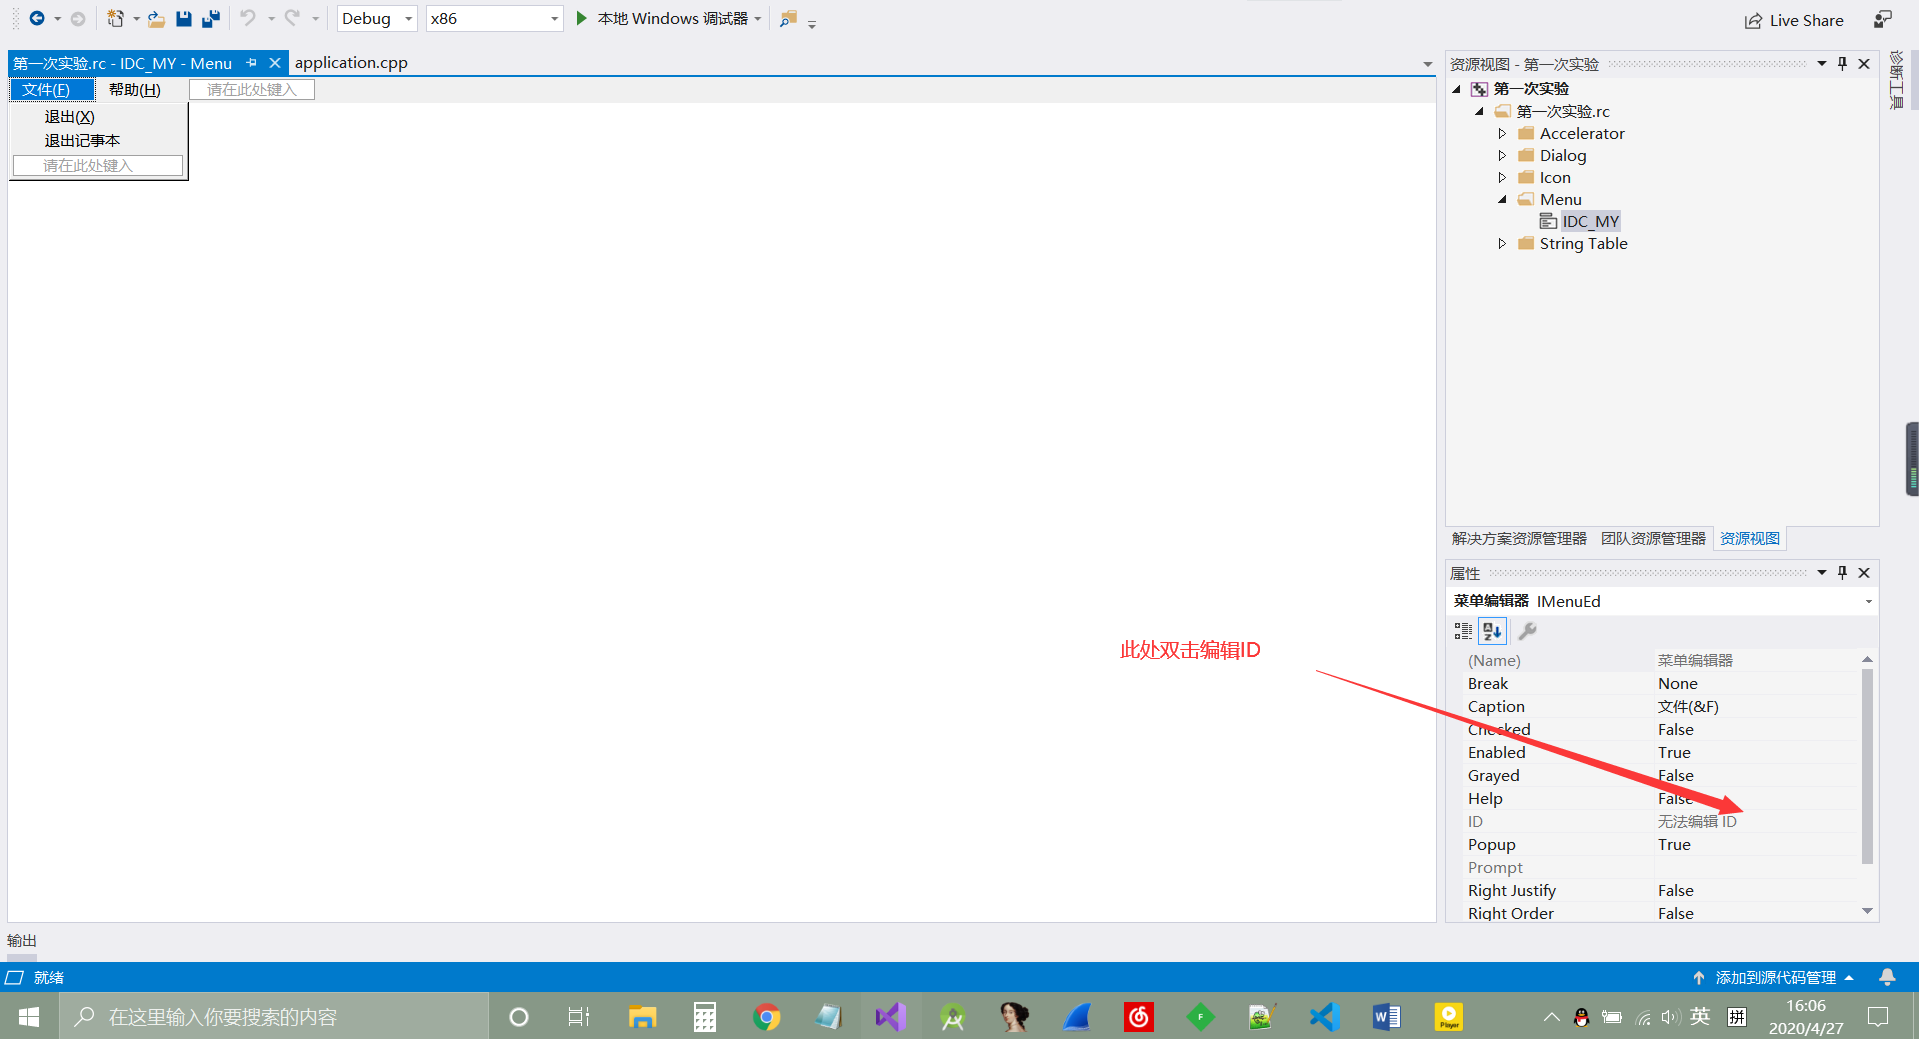 Debug x86 本地 Windows 调试器 Live Share
第一次实验.rc - IDC_MY - Menu application.cpp
文件(F) 帮助(H) 请在此处键入
退出(X)
退出记事本
请在此处键入
资源视图 - 第一次实验
诊断工具
第一次实验
第一次实验.rc
Accelerator
Dialog
Icon
Menu
IDC_MY
String Table
解决方案资源管理器 团队资源管理器 资源视图
属性
菜单编辑器 IMenuEd
此处双击编辑ID
(Name) 菜单编辑器
Break None
Caption 文件(&F)
Checked False
Enabled True
Grayed False
Help False
ID 无法编辑 ID
Popup True
Prompt
Right Justify False
Right Order False
输出
就绪 添加到源代码管理
在这里输入你要搜索的内容
Player
英 拼
16:06
2020/4/27